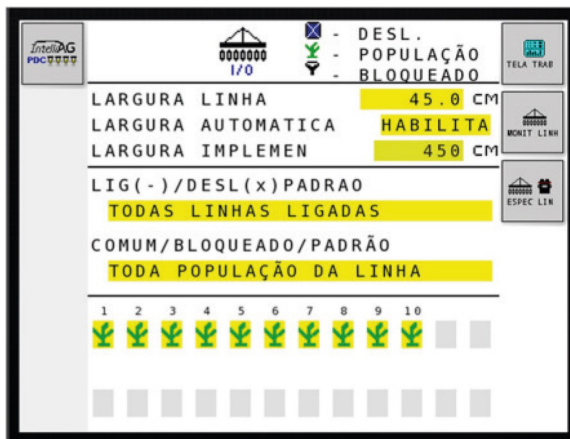 IntelliAG
PDC
1/0
- DESL.
- POPULAÇÃO
- BLOQUEADO
TELA TRAB
LARGURA LINHA 45.0 CM
LARGURA AUTOMATICA HABILITA
LARGURA IMPLEMEN 450 CM
MONIT LINH
LIG(-)/DESL(x)PADRAO
TODAS LINHAS LIGADAS
ESPEC LIN
COMUM/BLOQUEADO/PADRÃO
TODA POPULAÇÃO DA LINHA
1 2 3 4 5 6 7 8 9 10